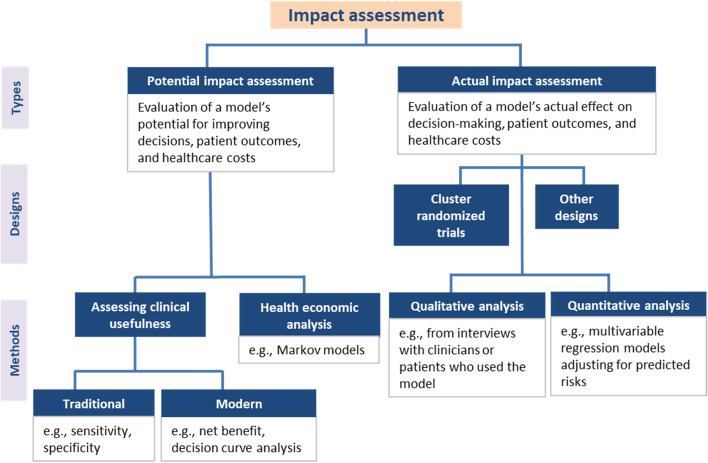 Impact assessment
Types
Potential impact assessment
Evaluation of a model's
potential for improving
decisions, patient outcomes,
and healthcare costs
Actual impact assessment
Evaluation of a model's actual effect on
decision-making, patient outcomes, and
healthcare costs
Designs
Cluster
randomized
trials
Other
designs
Methods
Assessing clinical
usefulness
Health economic
analysis
e.g., Markov models
Qualitative analysis
e.g., from interviews
with clinicians or
patients who used the
model
Quantitative analysis
e.g., multivariable
regression models
adjusting for predicted
risks
Traditional
e.g., sensitivity,
specificity
Modern
e.g., net benefit,
decision curve analysis